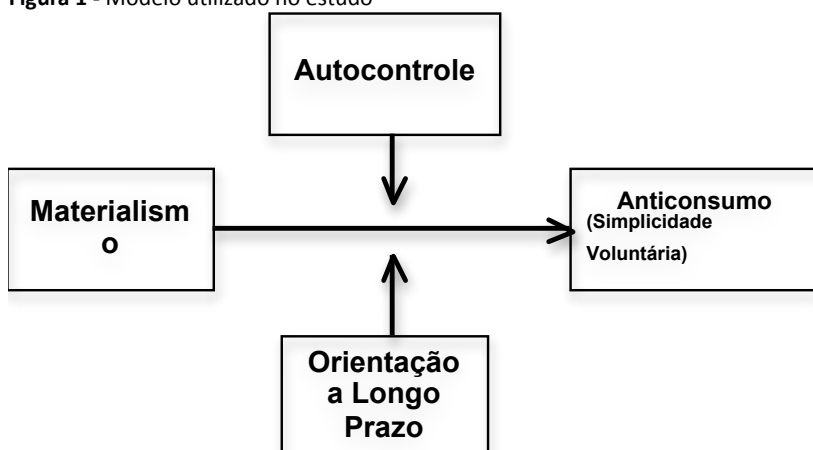 Figura 1 - Modelo utilizado no estudo
Autocontrole
Materialism
o
Anticonsumo
(Simplicidade
Voluntária)
Orientação
a Longo
Prazo